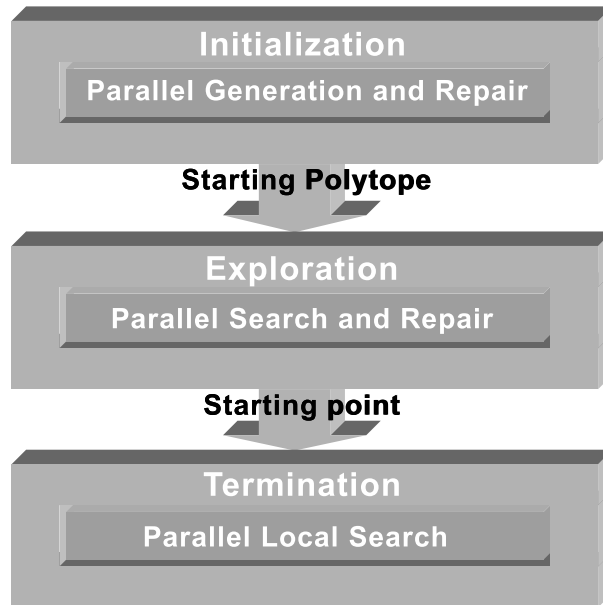 Initialization
Parallel Generation and Repair
Starting Polytope
Exploration
Parallel Search and Repair
Starting point
Termination
Parallel Local Search